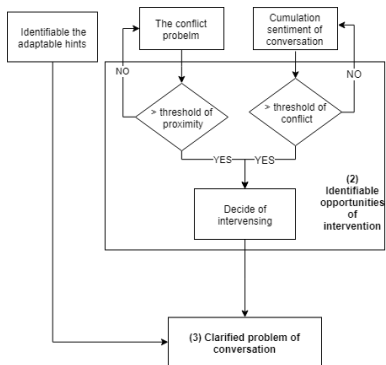 Identifiable the
adaptable hints
The conflict
probelm
Cumulation
sentiment of
conversation
NO
NO
> threshold of
proximity
> threshold of
conflict
YES
YES
(2)
Identifiable
opportunities
of
intervention
Decide of
intervensing
(3) Clarified problem of
conversation